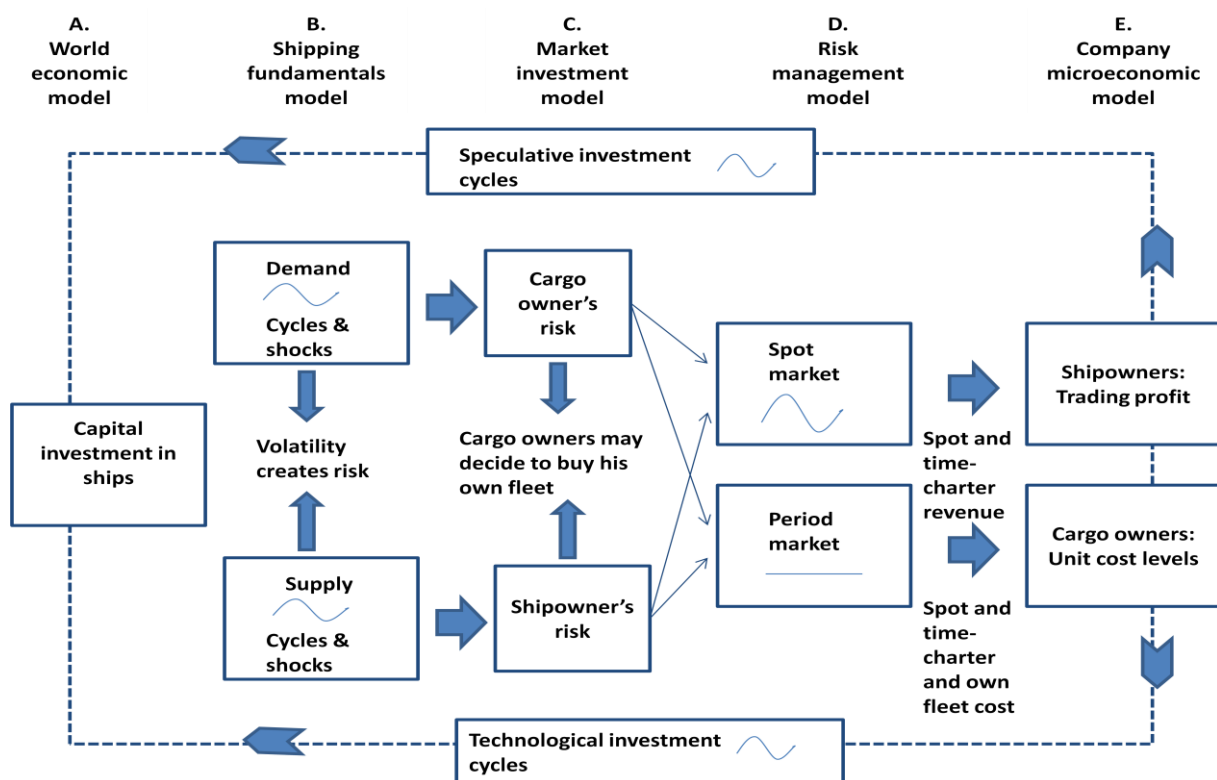 A.
World
economic
model
B.
Shipping
fundamentals
model
C.
Market
investment
model
D.
Risk
management
model
E.
Company
microeconomic
model
Speculative investment
cycles
Demand
Cycles &
shocks
Cargo
owner's
risk
Spot
market
Shipowners:
Trading profit
Capital
investment in
ships
Volatility
creates risk
Cargo owners may
decide to buy his
own fleet
Spot and
time-
charter
revenue
Period
market
Cargo owners:
Unit cost levels
Supply
Cycles &
shocks
Shipowner's
risk
Spot and
time-
charter
and own
fleet cost
Technological investment
cycles